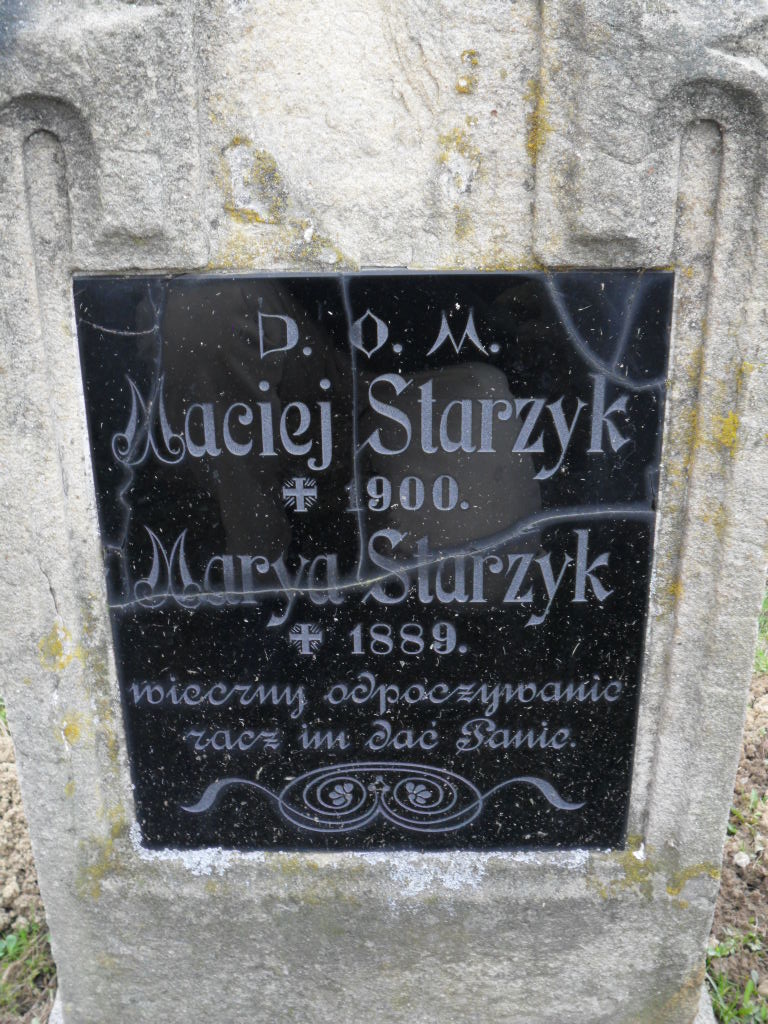 D. O. M.
Maciej Starzyk
✠ 1900.
Marya Starzyk
✠ 1889.
wieczny odpoczywanie
racz im dać Panie.